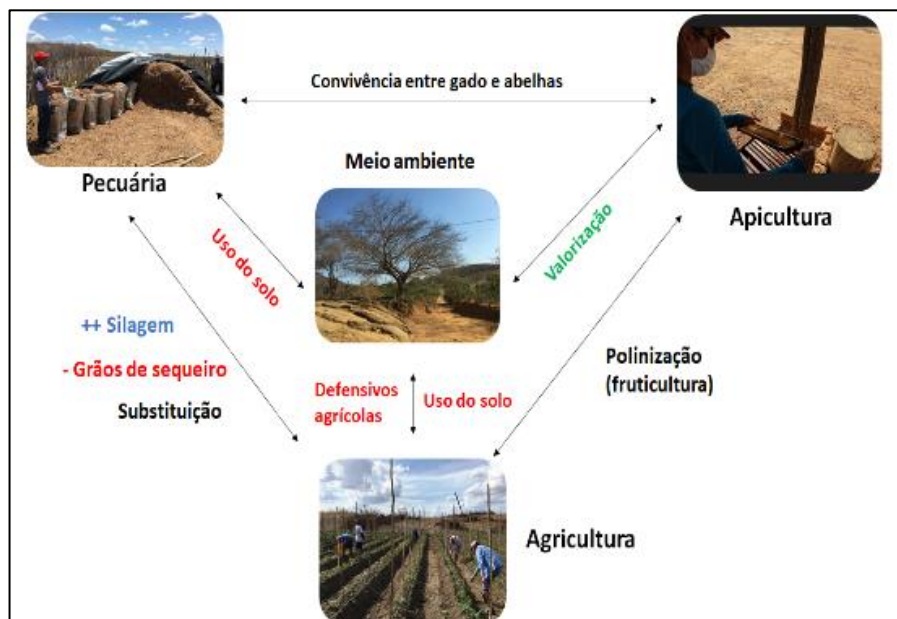 Convivência entre gado e abelhas
Meio ambiente
Pecuária
Apicultura
Uso do solo
Valorização
++ Silagem
- Grãos de sequeiro
Substituição
Polinização
(fruticultura)
Defensivos
agrícolas
Uso do solo
Agricultura